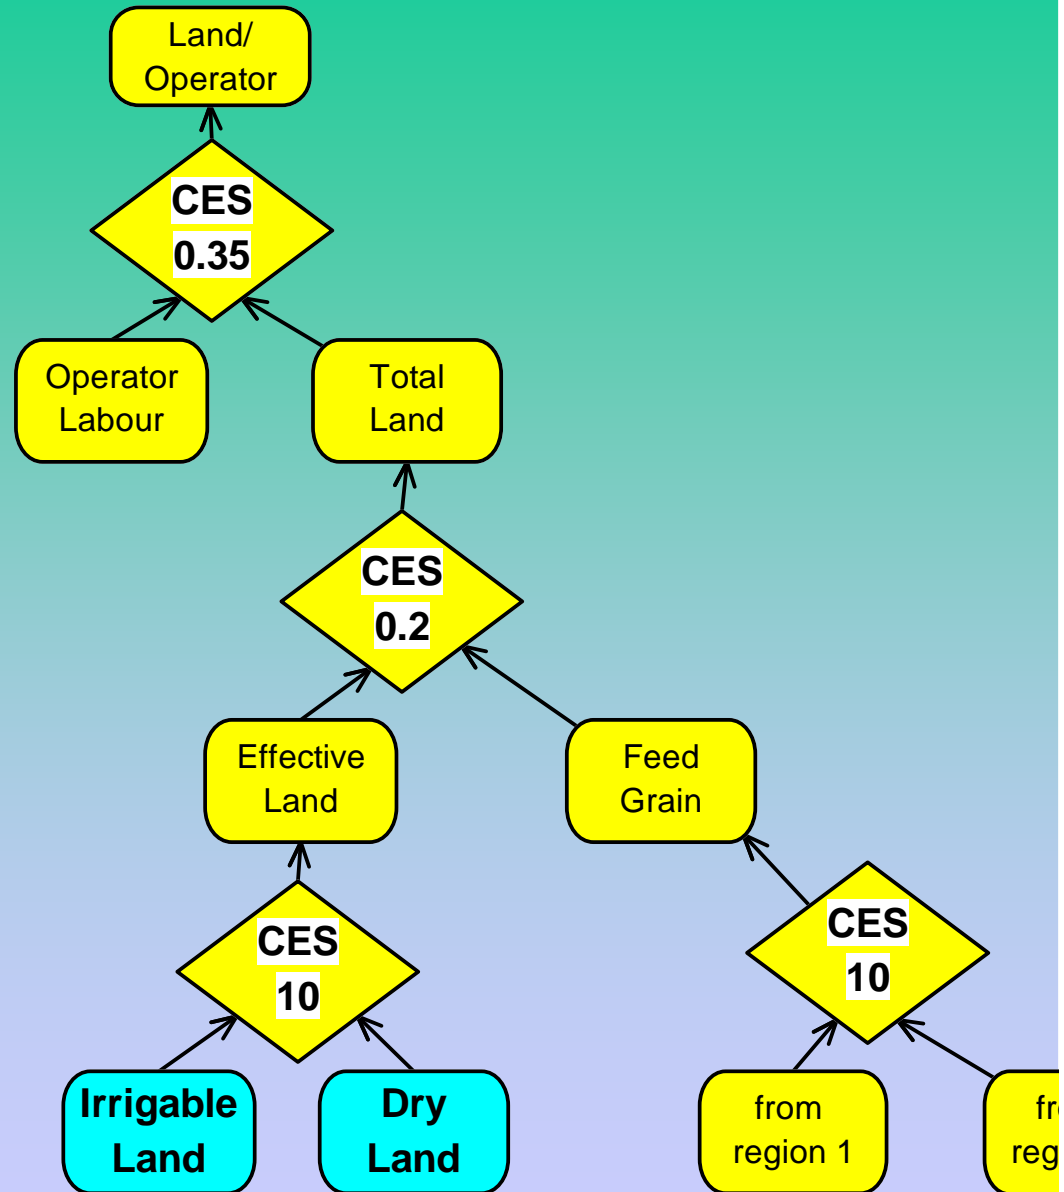 Land/
Operator
CES
0.35
Operator
Labour
Total
Land
CES
0.2
Effective
Land
Feed
Grain
CES
10
CES
10
Irrigable
Land
Dry
Land
from
region 1